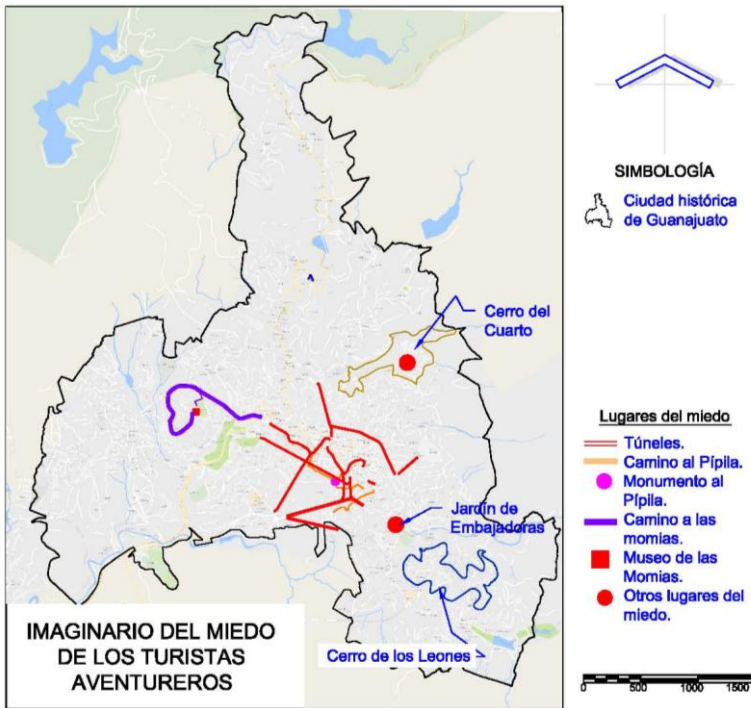 Cerro del
Cuarto
Jardín de
Embajadoras
Cerro de los Leones
IMAGINARIO DEL MIEDO
DE LOS TURISTAS
AVENTUREROS
SIMBOLOGÍA
Ciudad histórica
de Guanajuato
Lugares del miedo
Túneles.
Camino al Pípila.
Monumento al
Pípila.
Camino a las
momias.
Museo de las
Momias.
Otros lugares del
miedo.
0 500 1000 1500